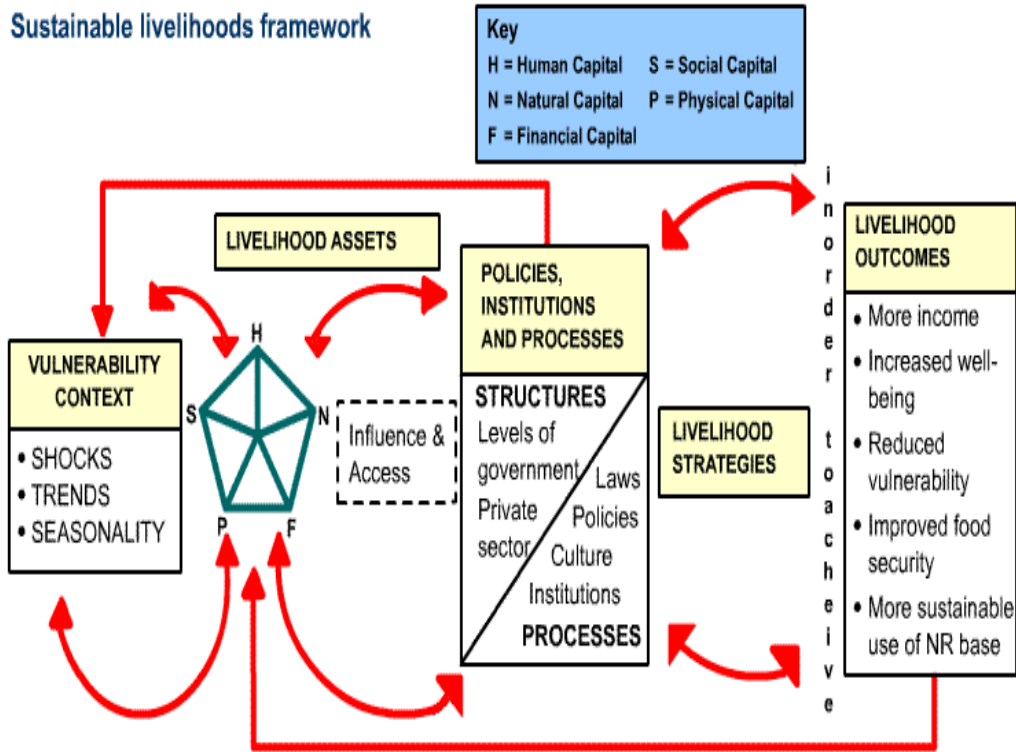 Sustainable livelihoods framework
Key
H = Human Capital S = Social Capital
N = Natural Capital P = Physical Capital
F = Financial Capital
LIVELIHOOD ASSETS
POLICIES,
INSTITUTIONS
AND PROCESSES
LIVELIHOOD
OUTCOMES
VULNERABILITY
CONTEXT
• SHOCKS
• TRENDS
• SEASONALITY
H
S
N
P
F
Influence &
Access
STRUCTURES
Levels of
government
Private
sector
Laws
Policies
Culture
Institutions
PROCESSES
LIVELIHOOD
STRATEGIES
inorder toacheive
• More income
• Increased well-
being
• Reduced
vulnerability
• Improved food
security
• More sustainable
use of NR base